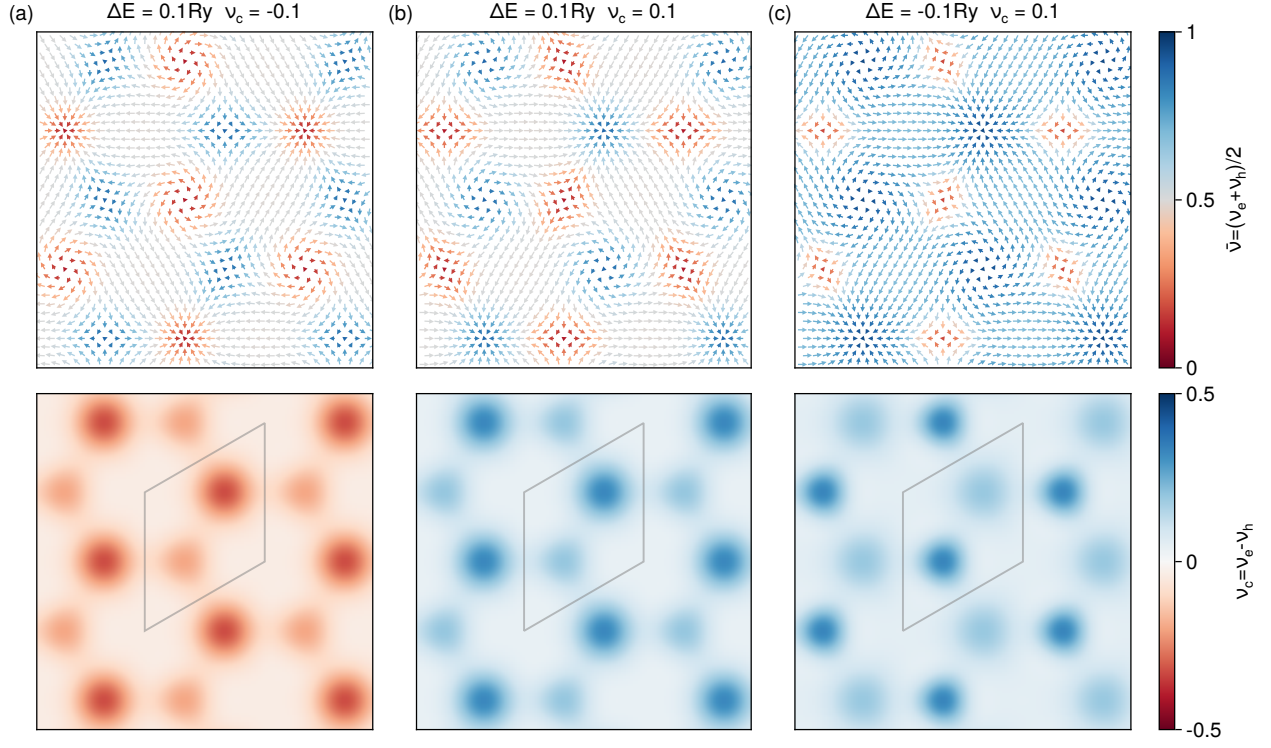 (a) ΔE = 0.1Ry ν_c = -0.1
(b) ΔE = 0.1Ry ν_c = 0.1
(c) ΔE = -0.1Ry ν_c = 0.1
1
0.5
0
ν̄=(ν_e+ν_h)/2
0.5
0
-0.5
ν_c=ν_e-ν_h